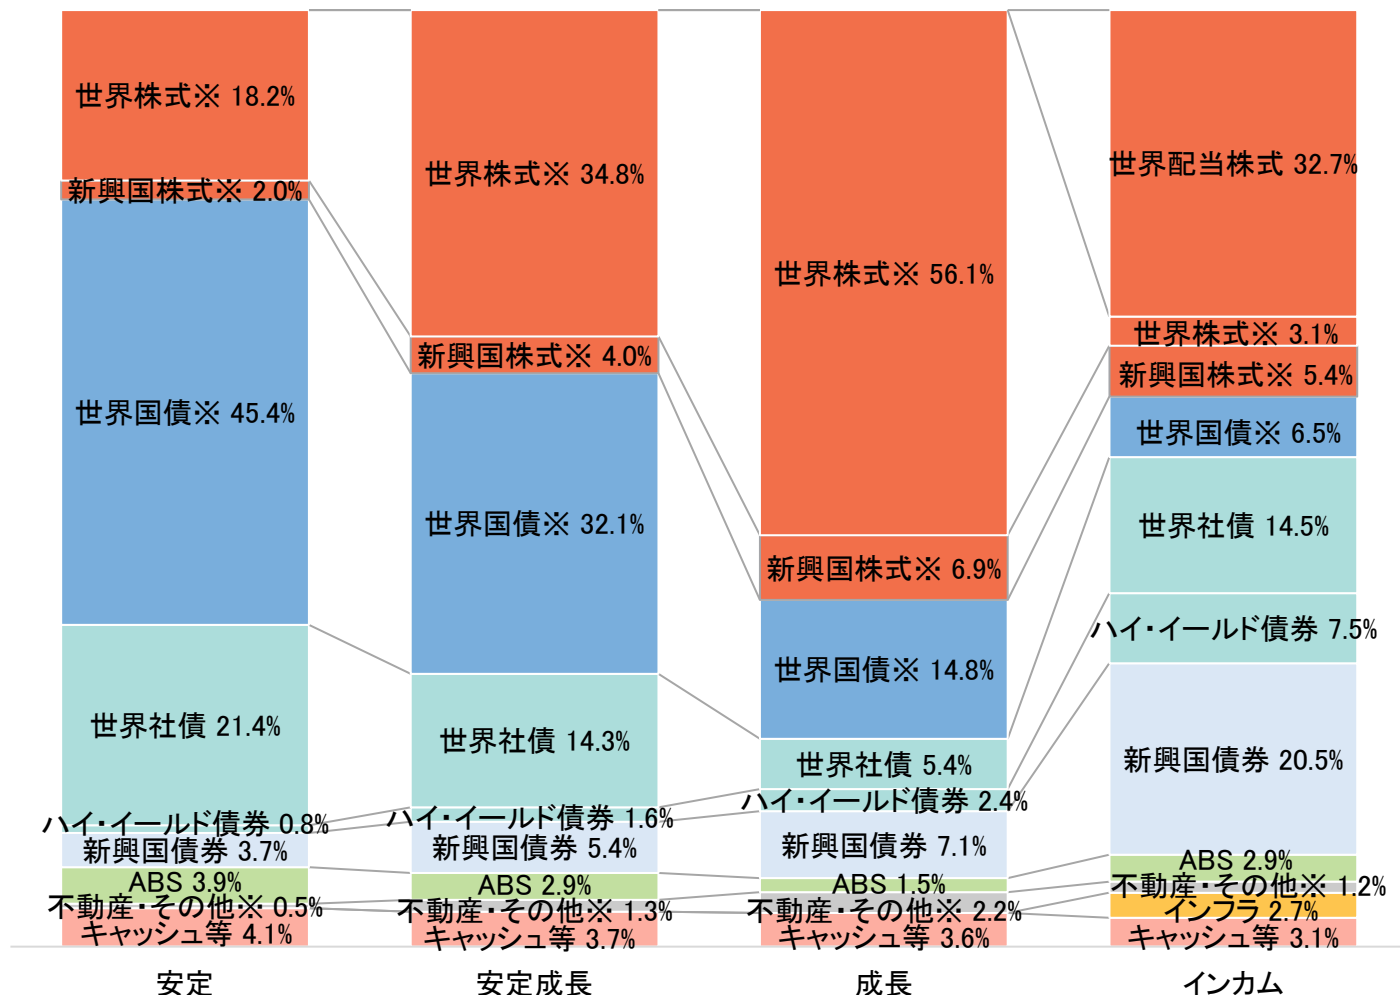 世界株式※ 18.2%
新興国株式※ 2.0%
世界国債※ 45.4%
世界社債 21.4%
ハイ・イールド債券 0.8%
新興国債券 3.7%
ABS 3.9%
不動産・その他※ 0.5%
キャッシュ等 4.1%
安定
世界株式※ 34.8%
新興国株式※ 4.0%
世界国債※ 32.1%
世界社債 14.3%
ハイ・イールド債券 1.6%
新興国債券 5.4%
ABS 2.9%
不動産・その他※ 1.3%
キャッシュ等 3.7%
安定成長
世界株式※ 56.1%
新興国株式※ 6.9%
世界国債※ 14.8%
世界社債 5.4%
ハイ・イールド債券 2.4%
新興国債券 7.1%
ABS 1.5%
不動産・その他※ 2.2%
キャッシュ等 3.6%
成長
世界配当株式 32.7%
世界株式※ 3.1%
新興国株式※ 5.4%
世界国債※ 6.5%
世界社債 14.5%
ハイ・イールド債券 7.5%
新興国債券 20.5%
ABS 2.9%
不動産・その他※ 1.2%
インフラ 2.7%
キャッシュ等 3.1%
インカム